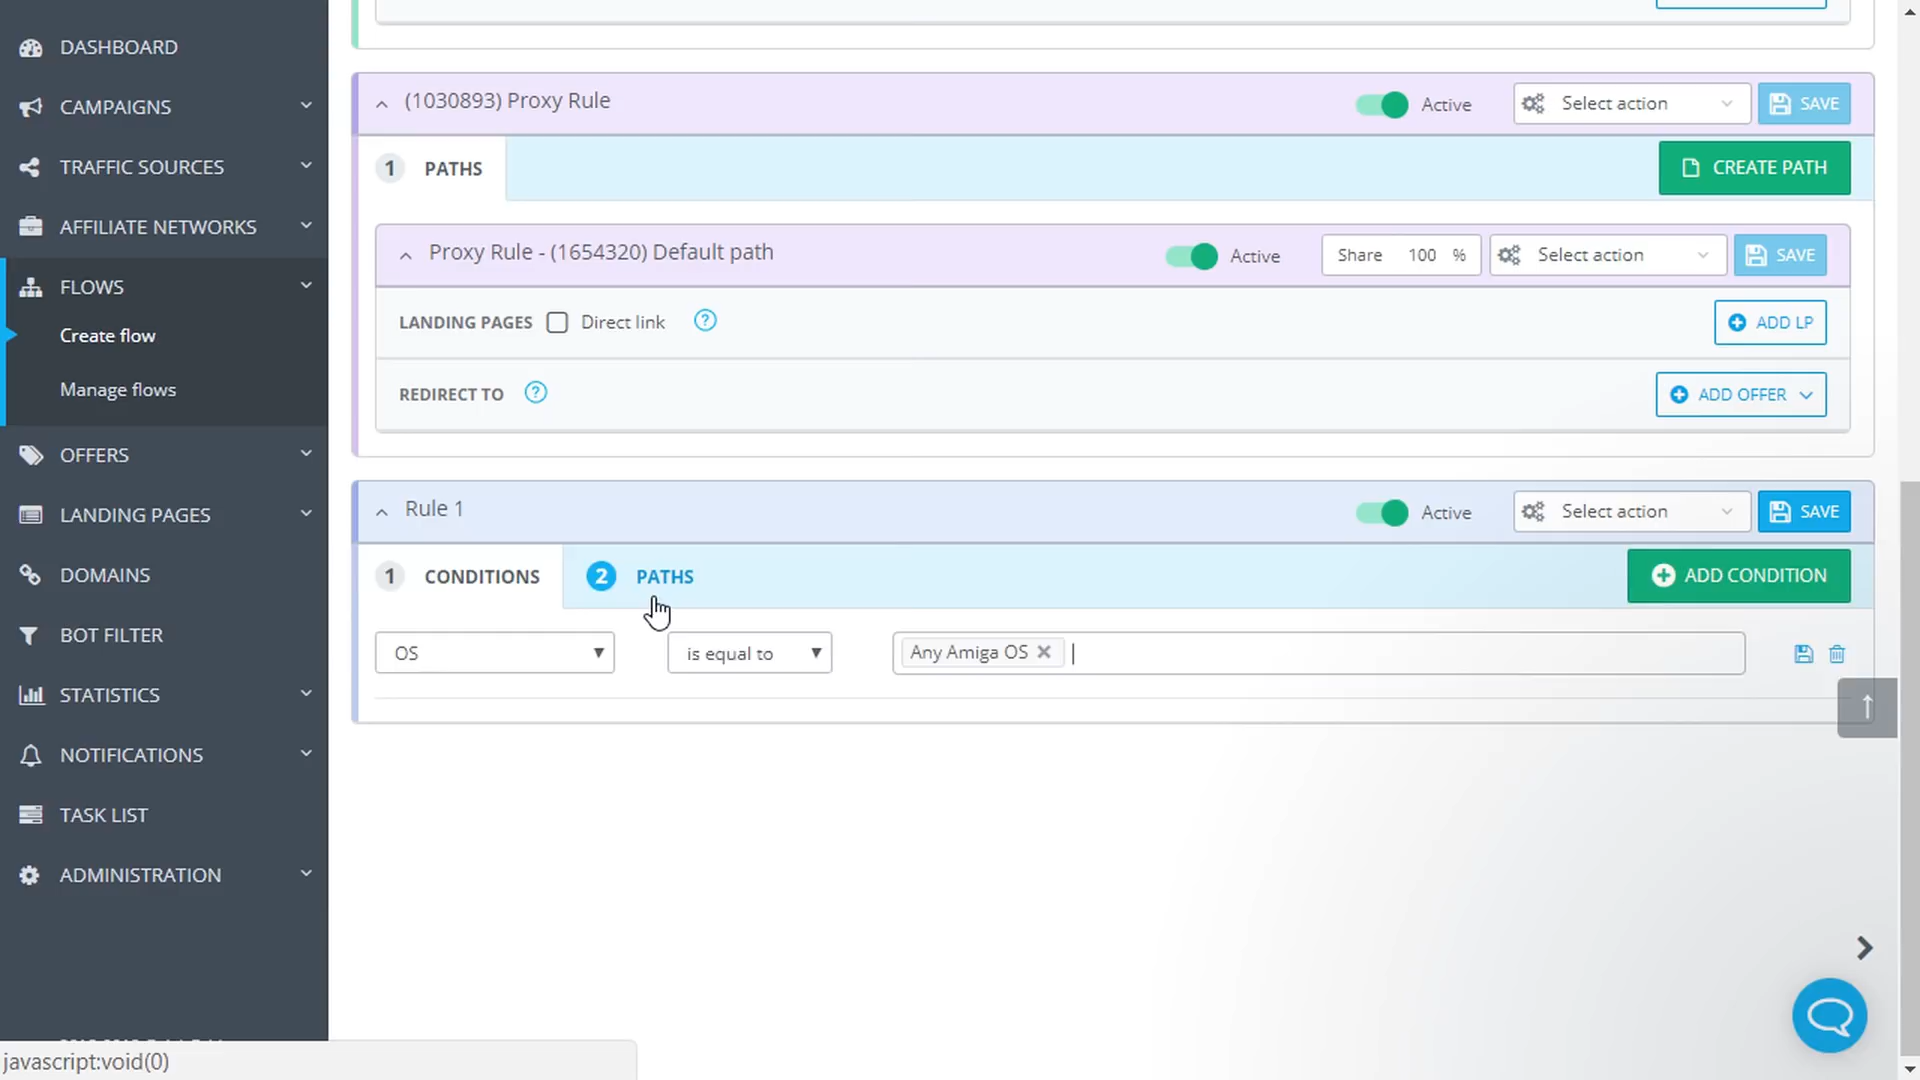 DASHBOARD
CAMPAIGNS
TRAFFIC SOURCES
AFFILIATE NETWORKS
FLOWS
Create flow
Manage flows
OFFERS
LANDING PAGES
DOMAINS
BOT FILTER
STATISTICS
NOTIFICATIONS
TASK LIST
ADMINISTRATION
javascript:void(0)
(1030893) Proxy Rule
Active
Select action
SAVE
1 PATHS
CREATE PATH
Proxy Rule - (1654320) Default path
Active
Share 100 %
Select action
SAVE
LANDING PAGES Direct link ?
ADD LP
REDIRECT TO ?
ADD OFFER
Rule 1
Active
Select action
SAVE
1 CONDITIONS
2 PATHS
ADD CONDITION
OS
is equal to
Any Amiga OS